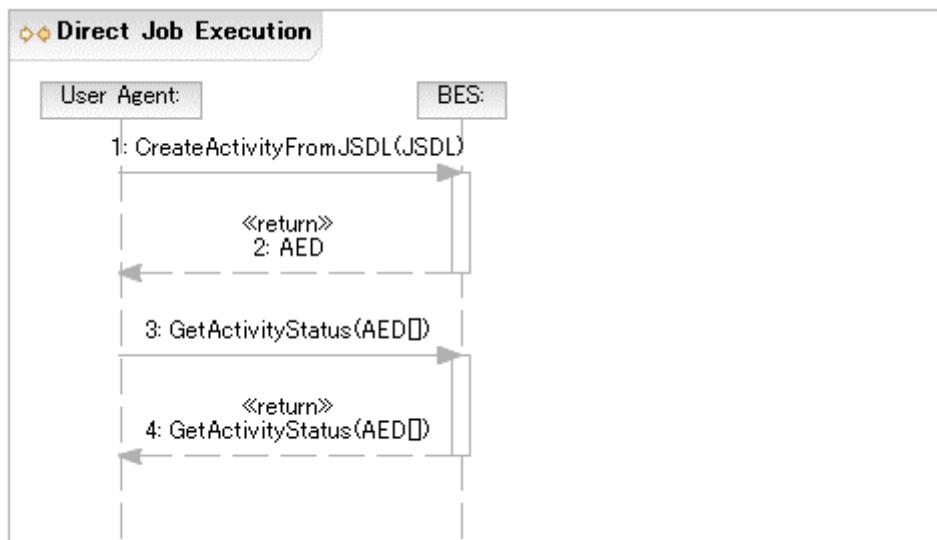 Direct Job Execution
User Agent:
BES:
1: CreateActivityFromJSDL(JSDL)
≪return≫
2: AED
3: GetActivityStatus(AED[])
≪return≫
4: GetActivityStatus(AED[])